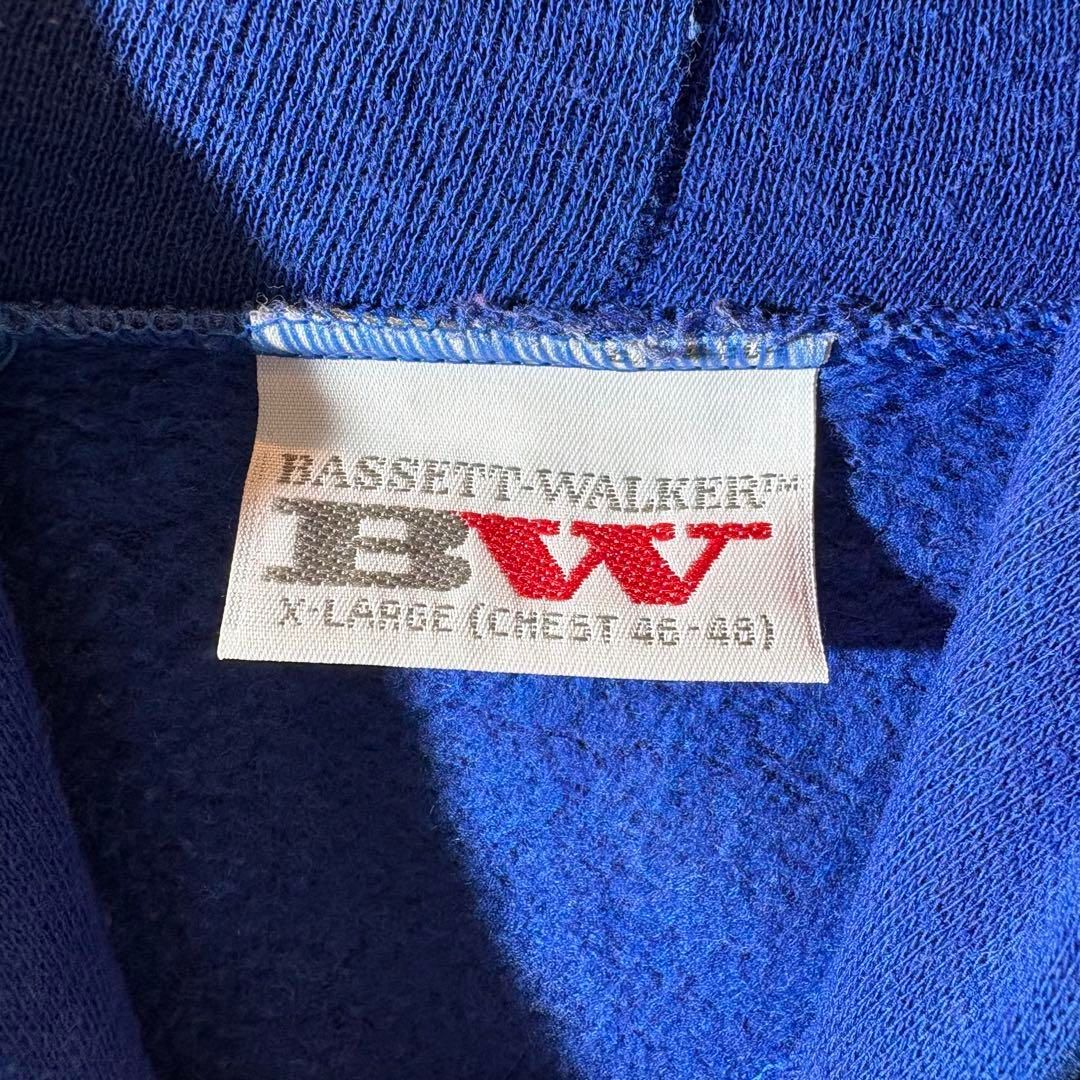 BASSETT-WALKER™
BW
X-LARGE (CHEST 46-48)